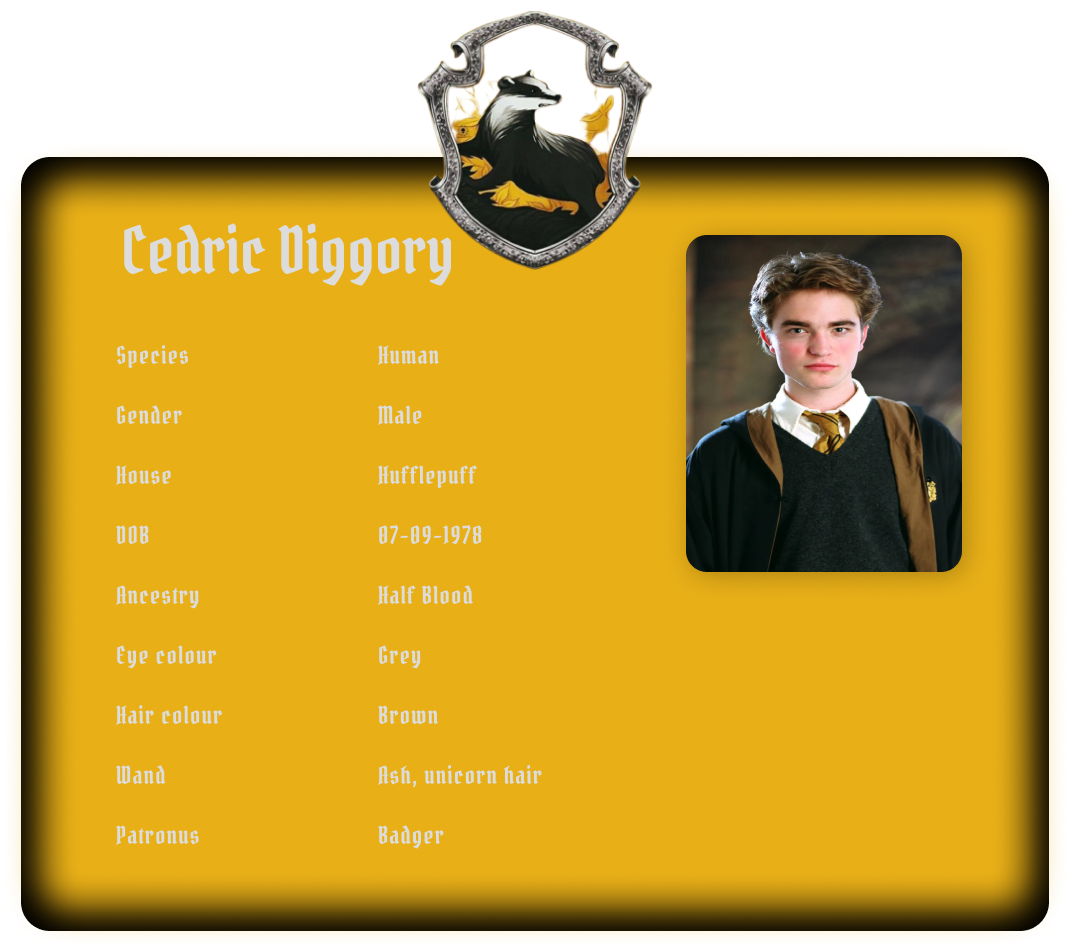 Cedric Diggory
Species Human
Gender Male
House Hufflepuff
DOB 07-09-1978
Ancestry Half Blood
Eye colour Grey
Hair colour Brown
Wand Ash, unicorn hair
Patronus Badger